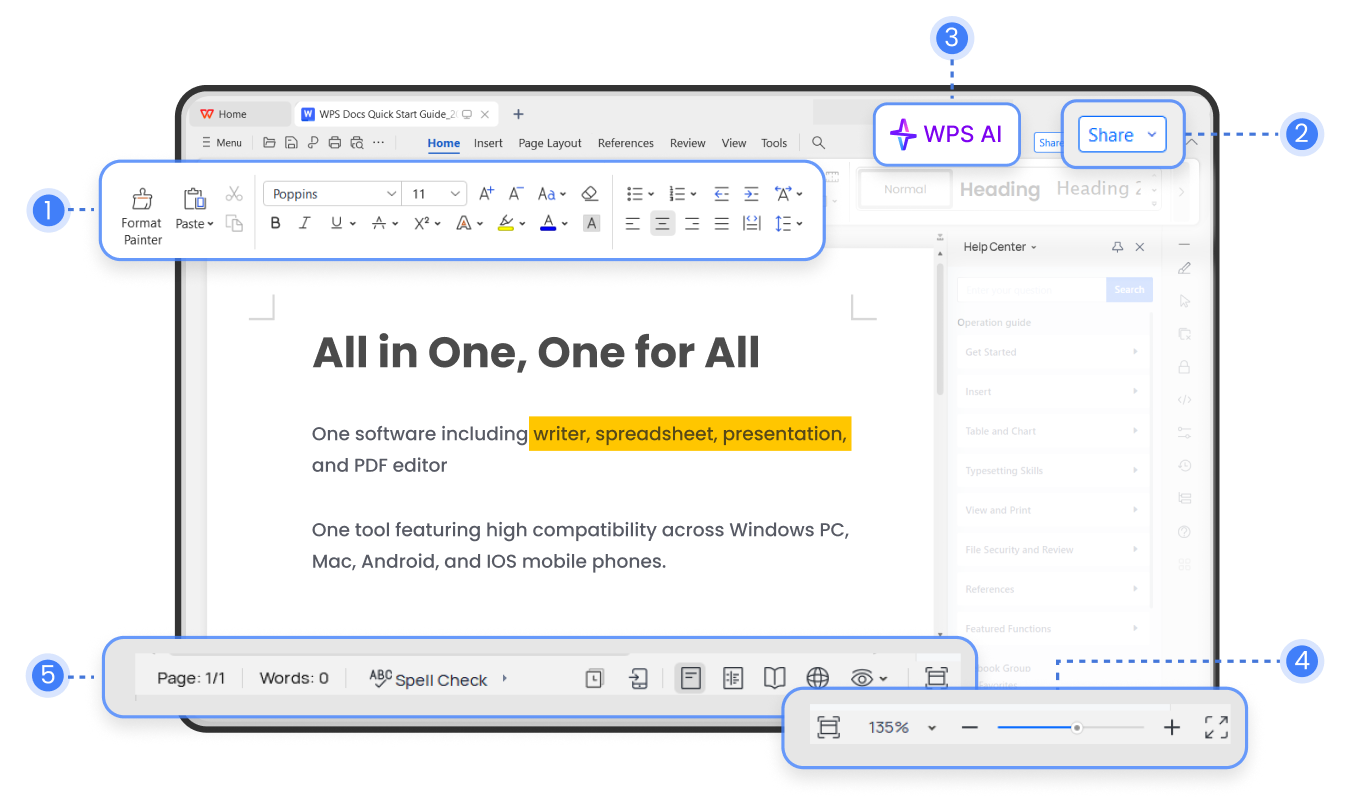 3
Home
WPS Docs Quick Start Guide_2
WPS AI
Share
2
Menu
Home Insert Page Layout References Review View Tools
Share
1
Format
Painter
Paste
Poppins
11
A+ A- Aa
B I U A X² A A A
Normal
Heading
Heading 2
Help Center
Search
Operation guide
Get Started
Insert
Table and Chart
Typesetting Skills
View and Print
File Security and Review
References
Featured Functions
book Group
All in One, One for All
One software including writer, spreadsheet, presentation,
and PDF editor
One tool featuring high compatibility across Windows PC,
Mac, Android, and IOS mobile phones.
5
Page: 1/1
Words: 0
ABC Spell Check
4
135%